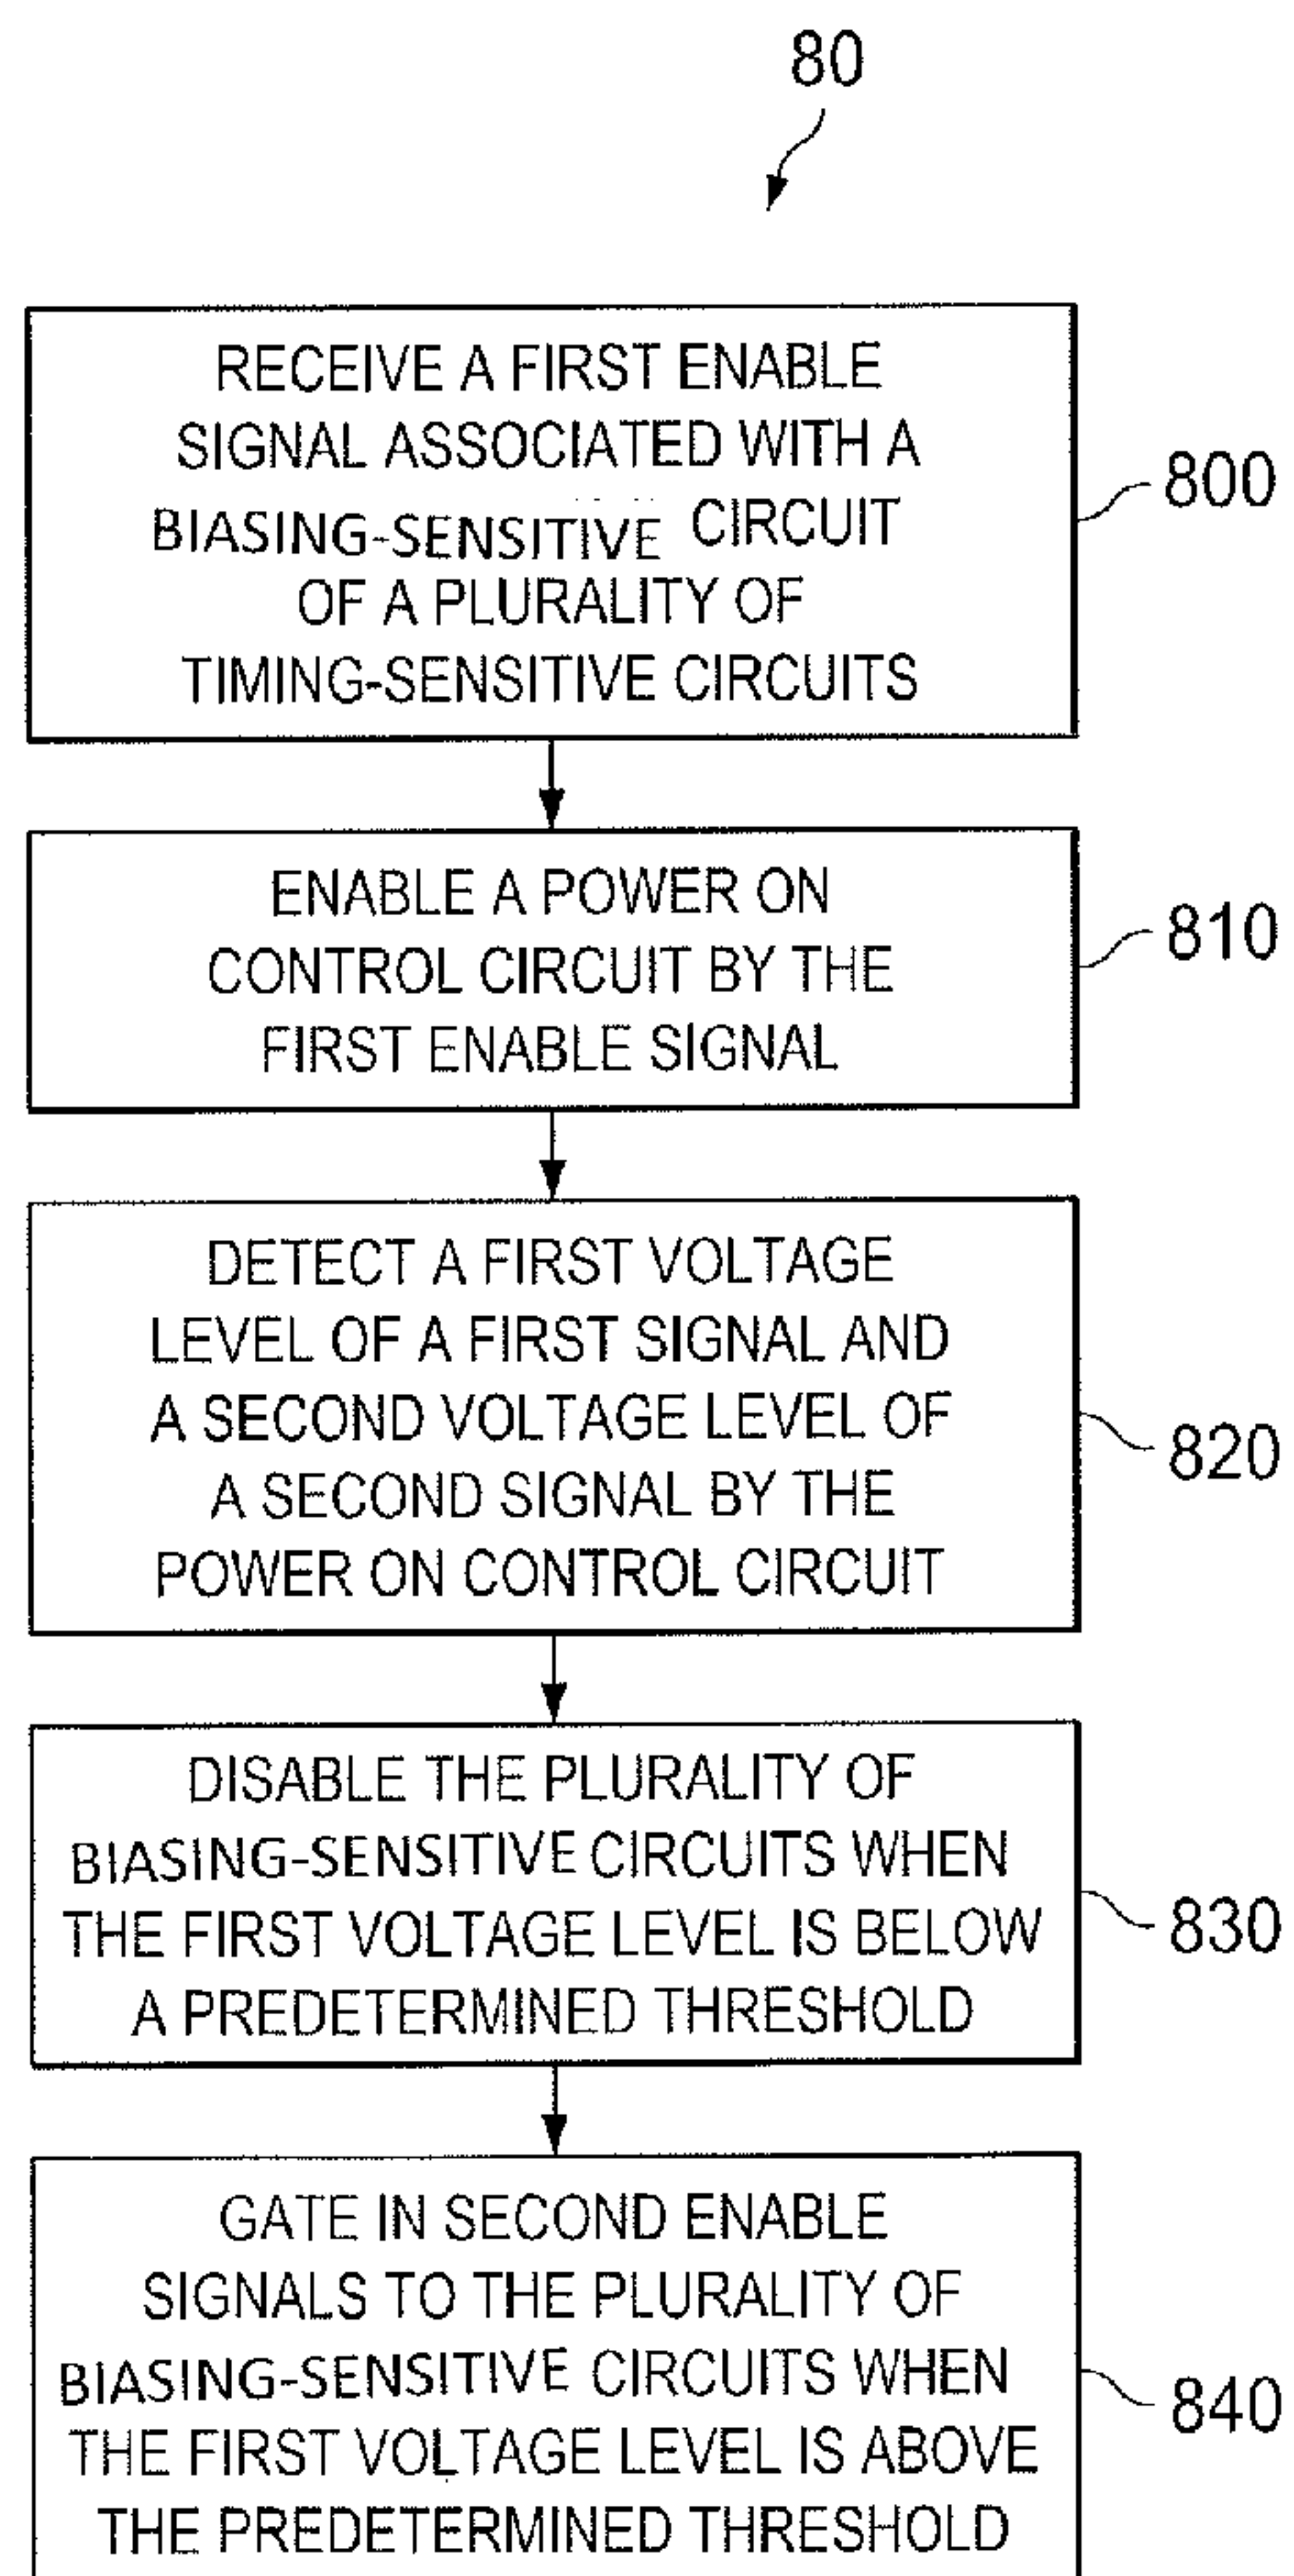 80
RECEIVE A FIRST ENABLE
SIGNAL ASSOCIATED WITH A
BIASING-SENSITIVE CIRCUIT
OF A PLURALITY OF
TIMING-SENSITIVE CIRCUITS
800
ENABLE A POWER ON
CONTROL CIRCUIT BY THE
FIRST ENABLE SIGNAL
810
DETECT A FIRST VOLTAGE
LEVEL OF A FIRST SIGNAL AND
A SECOND VOLTAGE LEVEL OF
A SECOND SIGNAL BY THE
POWER ON CONTROL CIRCUIT
820
DISABLE THE PLURALITY OF
BIASING-SENSITIVE CIRCUITS WHEN
THE FIRST VOLTAGE LEVEL IS BELOW
A PREDETERMINED THRESHOLD
830
GATE IN SECOND ENABLE
SIGNALS TO THE PLURALITY OF
BIASING-SENSITIVE CIRCUITS WHEN
THE FIRST VOLTAGE LEVEL IS ABOVE
THE PREDETERMINED THRESHOLD
840